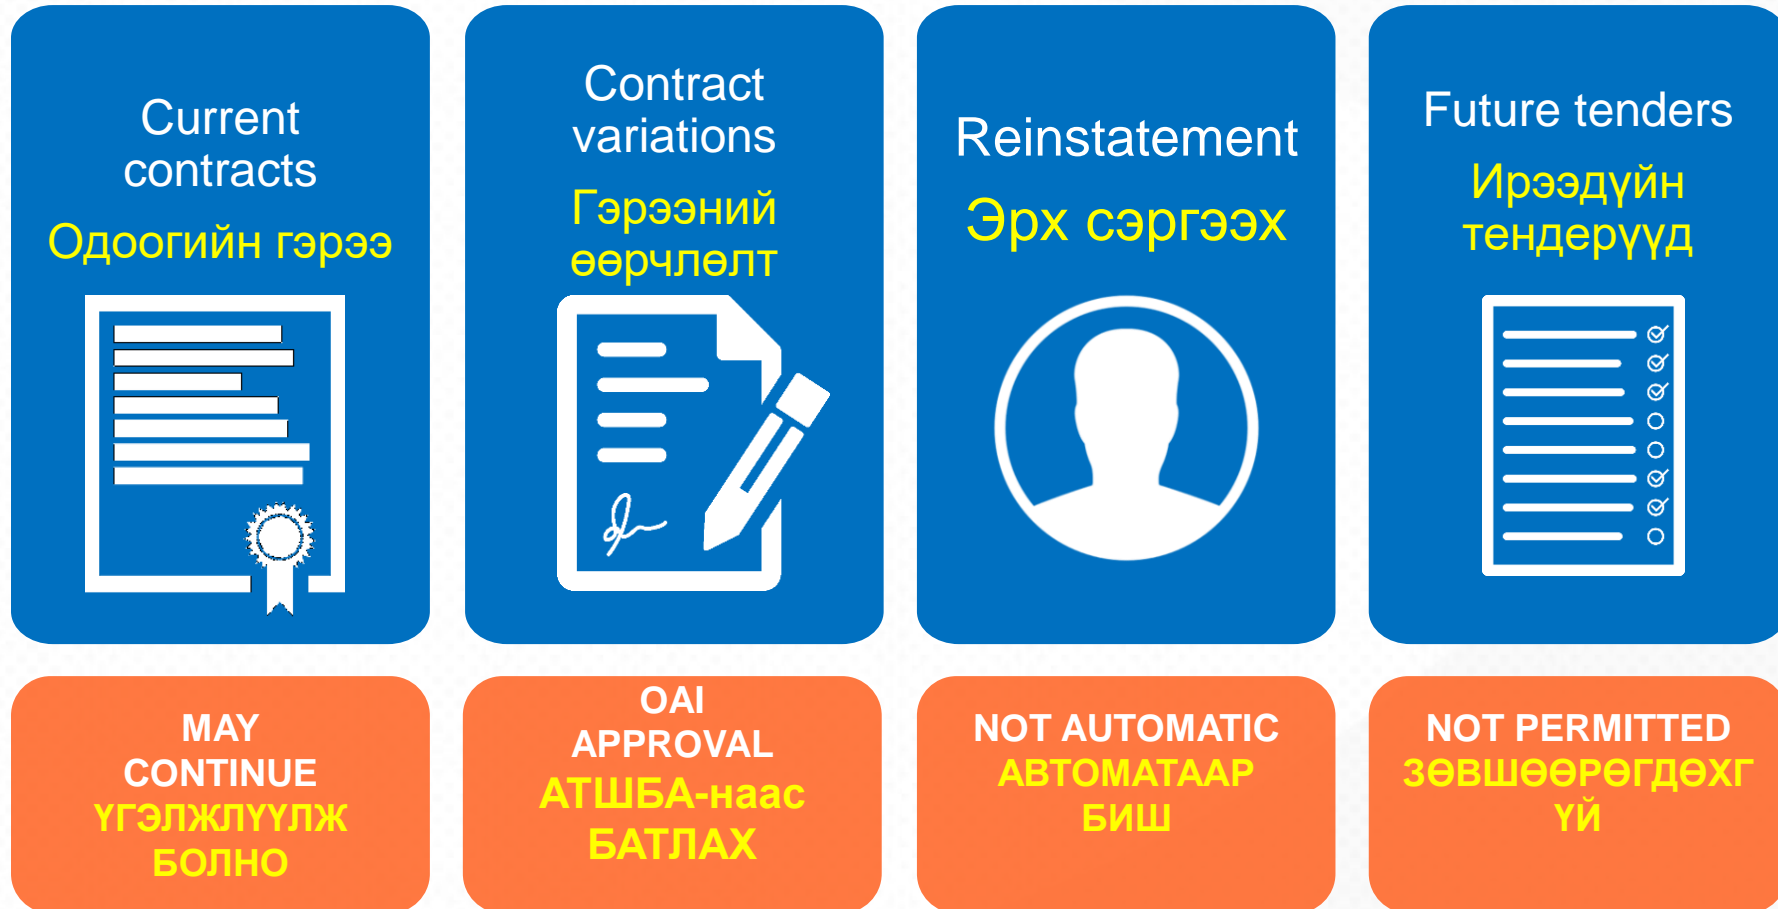 Current
contracts
Одоогийн гэрээ
MAY
CONTINUE
ҮГЭЛЖЛҮҮЛЖ
БОЛНО
Contract
variations
Гэрээний
өөрчлөлт
OAI
APPROVAL
АТШБА-наас
БАТЛАХ
Reinstatement
Эрх сэргээх
NOT AUTOMATIC
АВТОМАТААР
БИШ
Future tenders
Ирээдүйн
тендерүүд
NOT PERMITTED
ЗӨВШӨӨРӨГДӨХГ
ҮЙ